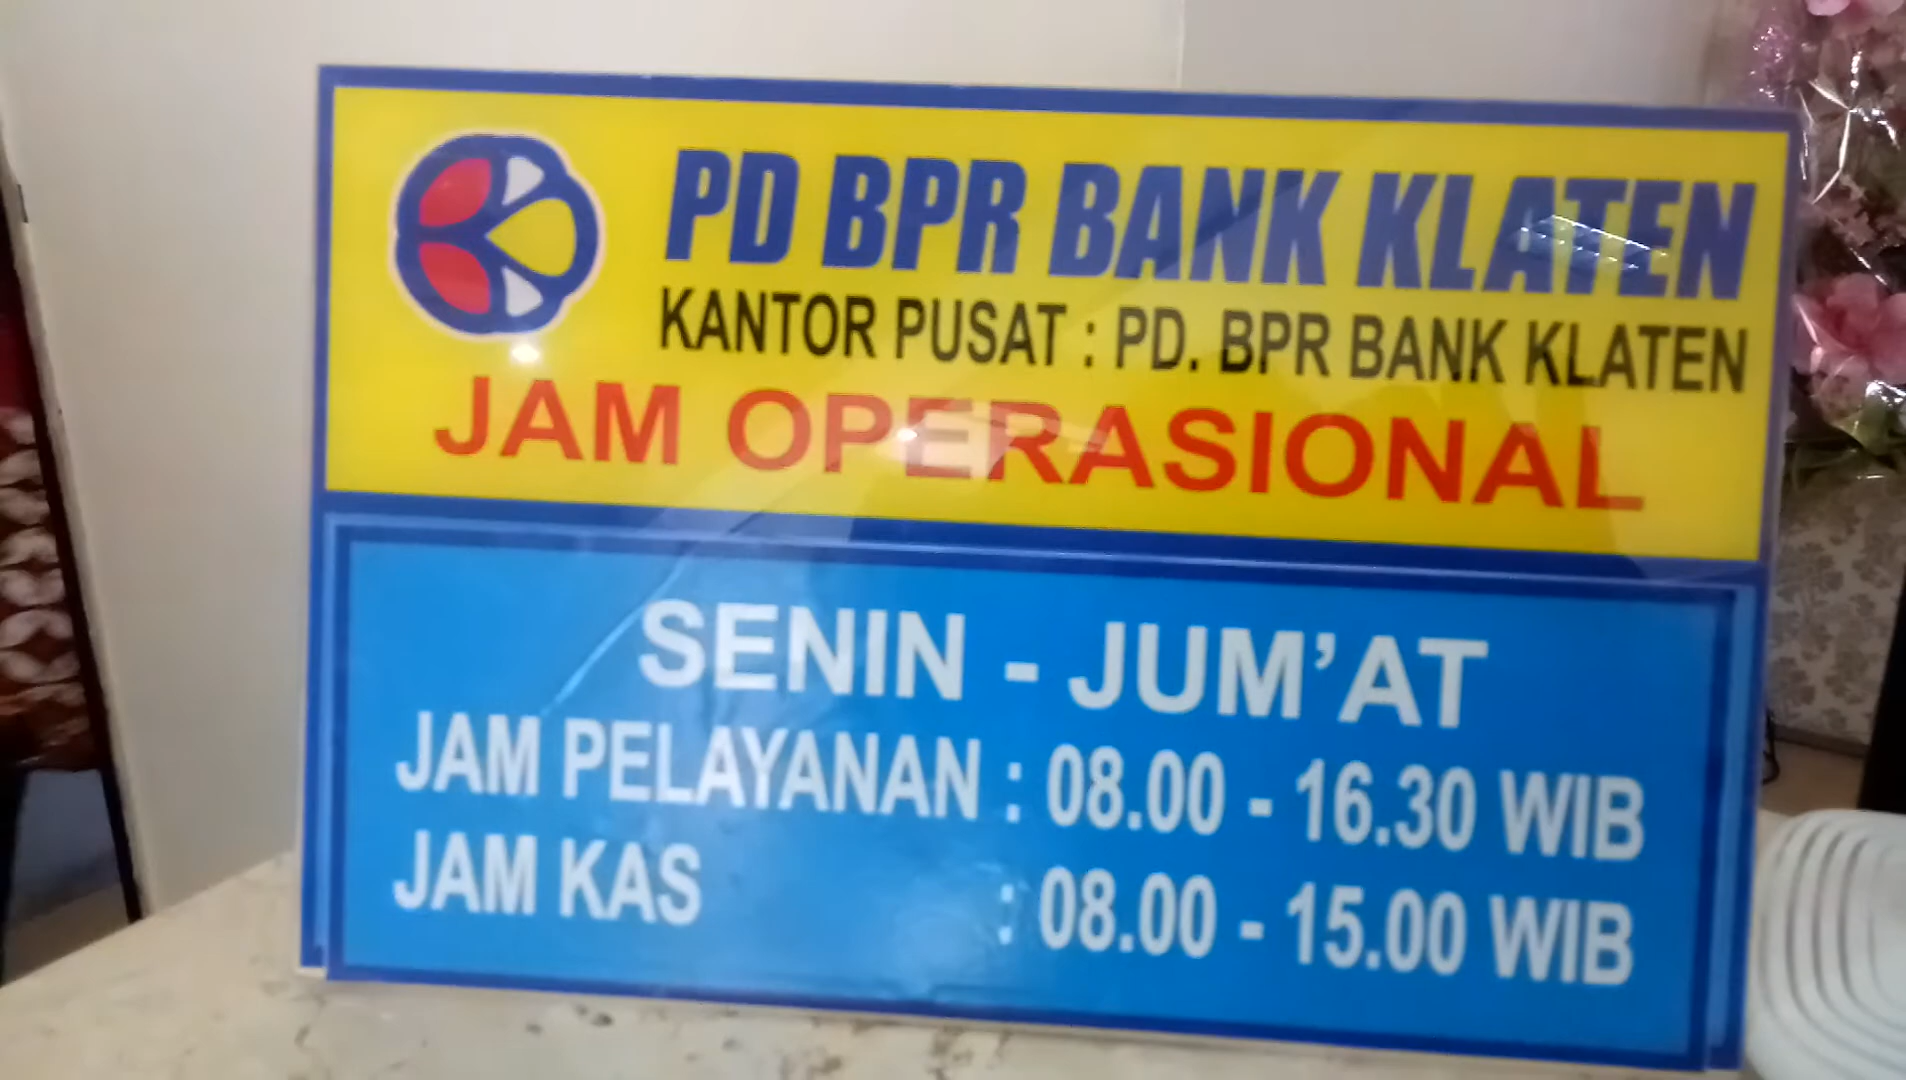 PD BPR BANK KLATEN
KANTOR PUSAT : PD. BPR BANK KLATEN
JAM OPERASIONAL
SENIN - JUM'AT
JAM PELAYANAN : 08.00 - 16.30 WIB
JAM KAS : 08.00 - 15.00 WIB